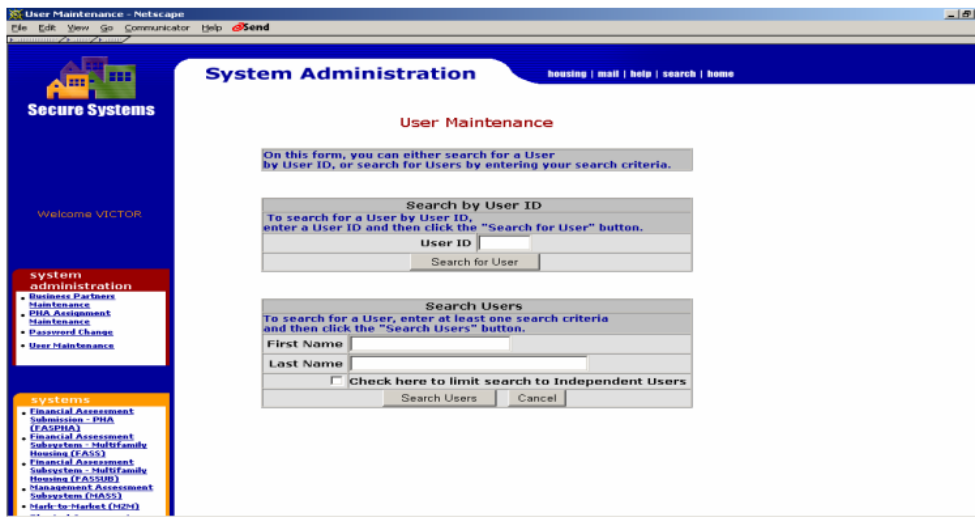 User Maintenance - Netscape
File Edit View Go Communicator Help Send
System Administration
housing | mail | help | search | home
Secure Systems
User Maintenance
On this form, you can either search for a User
by User ID, or search for Users by entering your search criteria.
Welcome VICTOR
Search by User ID
To search for a User by User ID,
enter a User ID and then click the "Search for User" button.
User ID
Search for User
system
administration
Business Partners
Maintenance
PHA Assignment
Maintenance
Password Change
User Maintenance
Search Users
To search for a User, enter at least one search criteria
and then click the "Search Users" button.
First Name
Last Name
Check here to limit search to Independent Users
Search Users Cancel
systems
Financial Assessment
Submission - PHA
(FASPHA)
Financial Assessment
Subsystem - Multifamily
Housing (FASS)
Financial Assessment
Subsystem - Multifamily
Housing (FASSUB)
Management Assessment
Subsystem (MASS)
Mark-to-Market (M2M)